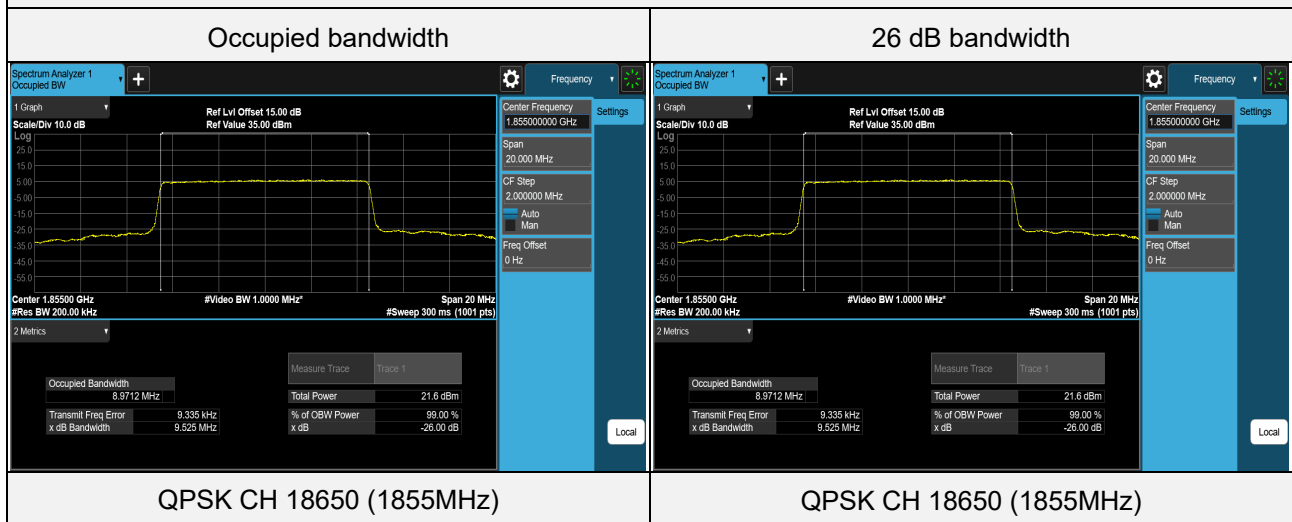 Occupied bandwidth
26 dB bandwidth
Spectrum Analyzer 1
Occupied BW
+
Frequency
1 Graph
Scale/Div 10.0 dB
Ref Lvl Offset 15.00 dB
Ref Value 35.00 dBm
Log
25.0
15.0
5.00
-5.00
-15.0
-25.0
-35.0
-45.0
-55.0
Center 1.85500 GHz
#Res BW 200.00 kHz
#Video BW 1.0000 MHz*
Span 20 MHz
#Sweep 300 ms (1001 pts)
Center Frequency
1.855000000 GHz
Span
20.000 MHz
CF Step
2.000000 MHz
Auto
Man
Freq Offset
0 Hz
Settings
Local
2 Metrics
Occupied Bandwidth
8.9712 MHz
Transmit Freq Error 9.335 kHz
x dB Bandwidth 9.525 MHz
Measure Trace Trace 1
Total Power 21.6 dBm
% of OBW Power 99.00 %
x dB -26.00 dB
Spectrum Analyzer 1
Occupied BW
+
Frequency
1 Graph
Scale/Div 10.0 dB
Ref Lvl Offset 15.00 dB
Ref Value 35.00 dBm
Log
25.0
15.0
5.00
-5.00
-15.0
-25.0
-35.0
-45.0
-55.0
Center 1.85500 GHz
#Res BW 200.00 kHz
#Video BW 1.0000 MHz*
Span 20 MHz
#Sweep 300 ms (1001 pts)
Center Frequency
1.855000000 GHz
Span
20.000 MHz
CF Step
2.000000 MHz
Auto
Man
Freq Offset
0 Hz
Settings
Local
2 Metrics
Occupied Bandwidth
8.9712 MHz
Transmit Freq Error 9.335 kHz
x dB Bandwidth 9.525 MHz
Measure Trace Trace 1
Total Power 21.6 dBm
% of OBW Power 99.00 %
x dB -26.00 dB
QPSK CH 18650 (1855MHz)
QPSK CH 18650 (1855MHz)